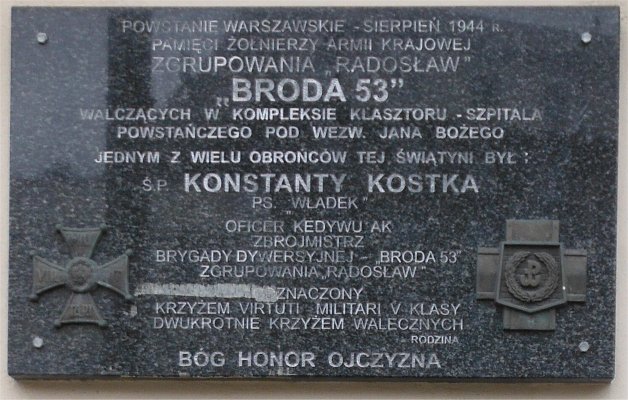 POWSTANIE WARSZAWSKIE - SIERPIEŃ 1944 R.
PAMIĘCI ŻOŁNIERZY ARMII KRAJOWEJ
ZGRUPOWANIA „RADOSŁAW”
„BRODA 53”
WALCZĄCYCH W KOMPLEKSIE KLASZTORU - SZPITALA
POWSTAŃCZEGO POD WEZW. JANA BOŻEGO
JEDNYM Z WIELU OBROŃCÓW TEJ ŚWIĄTYNI BYŁ :
Ś.P. KONSTANTY KOSTKA
PS. „WŁADEK”
OFICER KEDYWU AK
ZBROJMISTRZ
BRYGADY DYWERSYJNEJ - „BRODA 53”
ZGRUPOWANIA „RADOSŁAW”
ZNACZONY
KRZYŻEM VIRTUTI MILITARI V KLASY
DWUKROTNIE KRZYŻEM WALECZNYCH
- RODZINA
BÓG HONOR OJCZYZNA